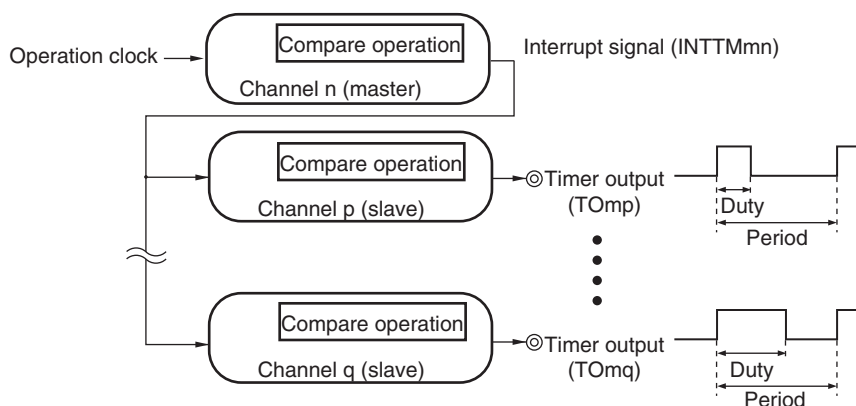 Compare operation
Operation clock
Interrupt signal (INTTMmn)
Channel n (master)
Compare operation
Timer output
(TOmp)
Channel p (slave)
Duty
Period
Compare operation
Timer output
(TOmq)
Channel q (slave)
Duty
Period